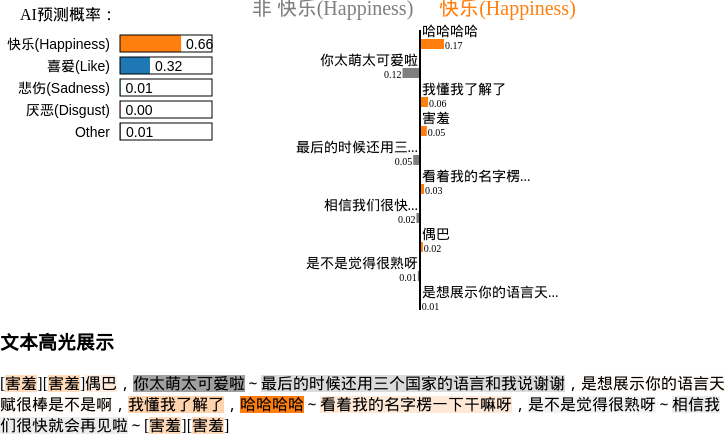 AI预测概率：
快乐(Happiness) 0.66
喜爱(Like) 0.32
悲伤(Sadness) 0.01
厌恶(Disgust) 0.00
Other 0.01
非 快乐(Happiness) 快乐(Happiness)
哈哈哈哈
0.17
你太萌太可爱啦
0.12
我懂我了解了
0.06
害羞
0.05
最后的时候还用三...
0.05
看着我的名字楞...
0.03
相信我们很快...
0.02
偶巴
0.02
是不是觉得很熟呀
0.01
是想展示你的语言天...
0.01
文本高光展示
[害羞][害羞]偶巴，你太萌太可爱啦～最后的时候还用三个国家的语言和我说谢谢，是想展示你的语言天
赋很棒是不是啊，我懂我了解了，哈哈哈哈～看着我的名字楞一下干嘛呀，是不是觉得很熟呀～相信我
们很快就会再见啦～[害羞][害羞]